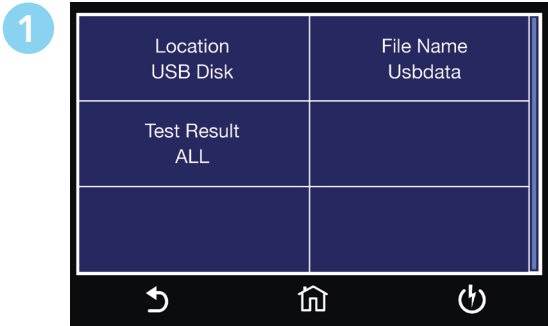 1
Location
USB Disk
File Name
Usbdata
Test Result
ALL